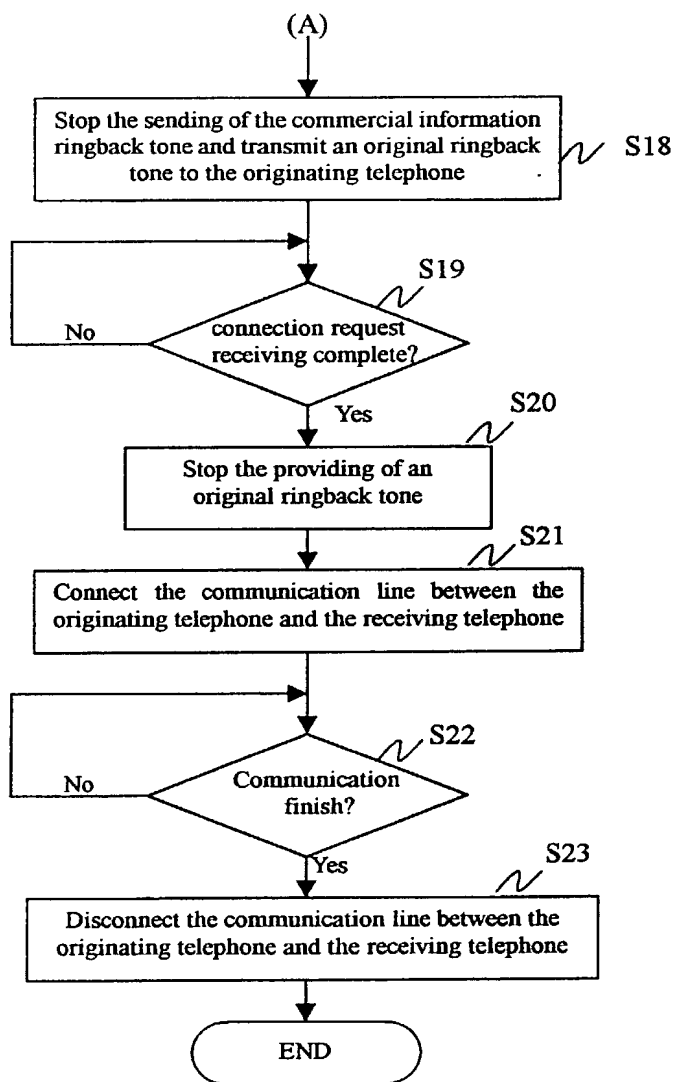 (A)
Stop the sending of the commercial information
ringback tone and transmit an original ringback
tone to the originating telephone
S18
S19
connection request
receiving complete?
No
Yes
S20
Stop the providing of an
original ringback tone
S21
Connect the communication line between the
originating telephone and the receiving telephone
S22
Communication
finish?
No
Yes
S23
Disconnect the communication line between the
originating telephone and the receiving telephone
END